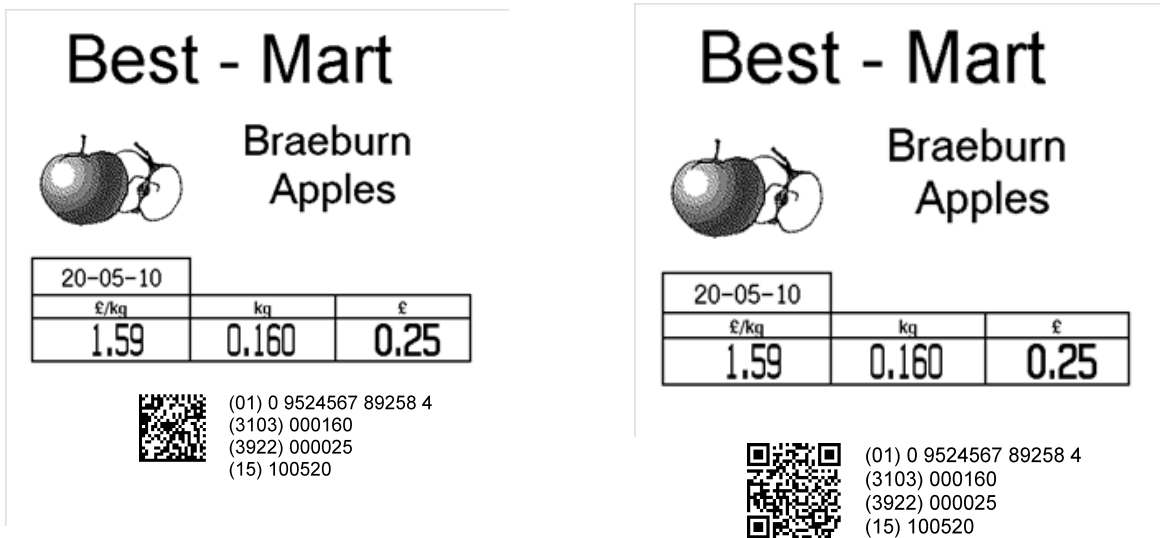 Best - Mart
Braeburn
Apples
20-05-10
£/kg kg £
1.59 0.160 0.25
(01) 0 9524567 89258 4
(3103) 000160
(3922) 000025
(15) 100520
Best - Mart
Braeburn
Apples
20-05-10
£/kg kg £
1.59 0.160 0.25
(01) 0 9524567 89258 4
(3103) 000160
(3922) 000025
(15) 100520